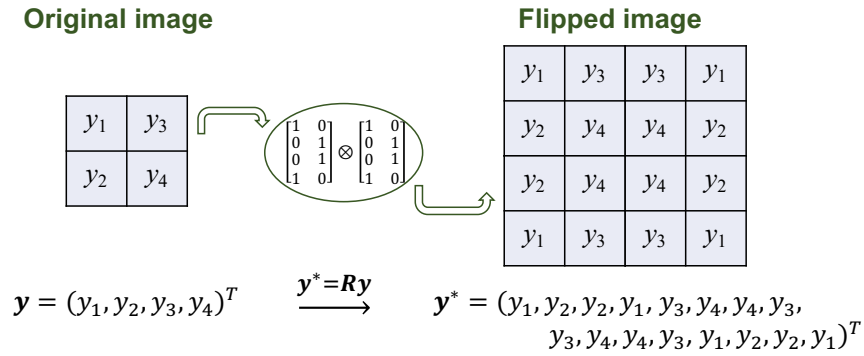 Original image
Flipped image
y₁ y₃
y₂ y₄
[1 0] ⊗ [1 0]
[0 1] [0 1]
[0 1] [0 1]
[1 0] [1 0]
y₁ y₃ y₃ y₁
y₂ y₄ y₄ y₂
y₂ y₄ y₄ y₂
y₁ y₃ y₃ y₁
y = (y₁, y₂, y₃, y₄)ᵀ
y*=Ry
y* = (y₁, y₂, y₂, y₁, y₃, y₄, y₄, y₃,
y₃, y₄, y₄, y₃, y₁, y₂, y₂, y₁)ᵀ